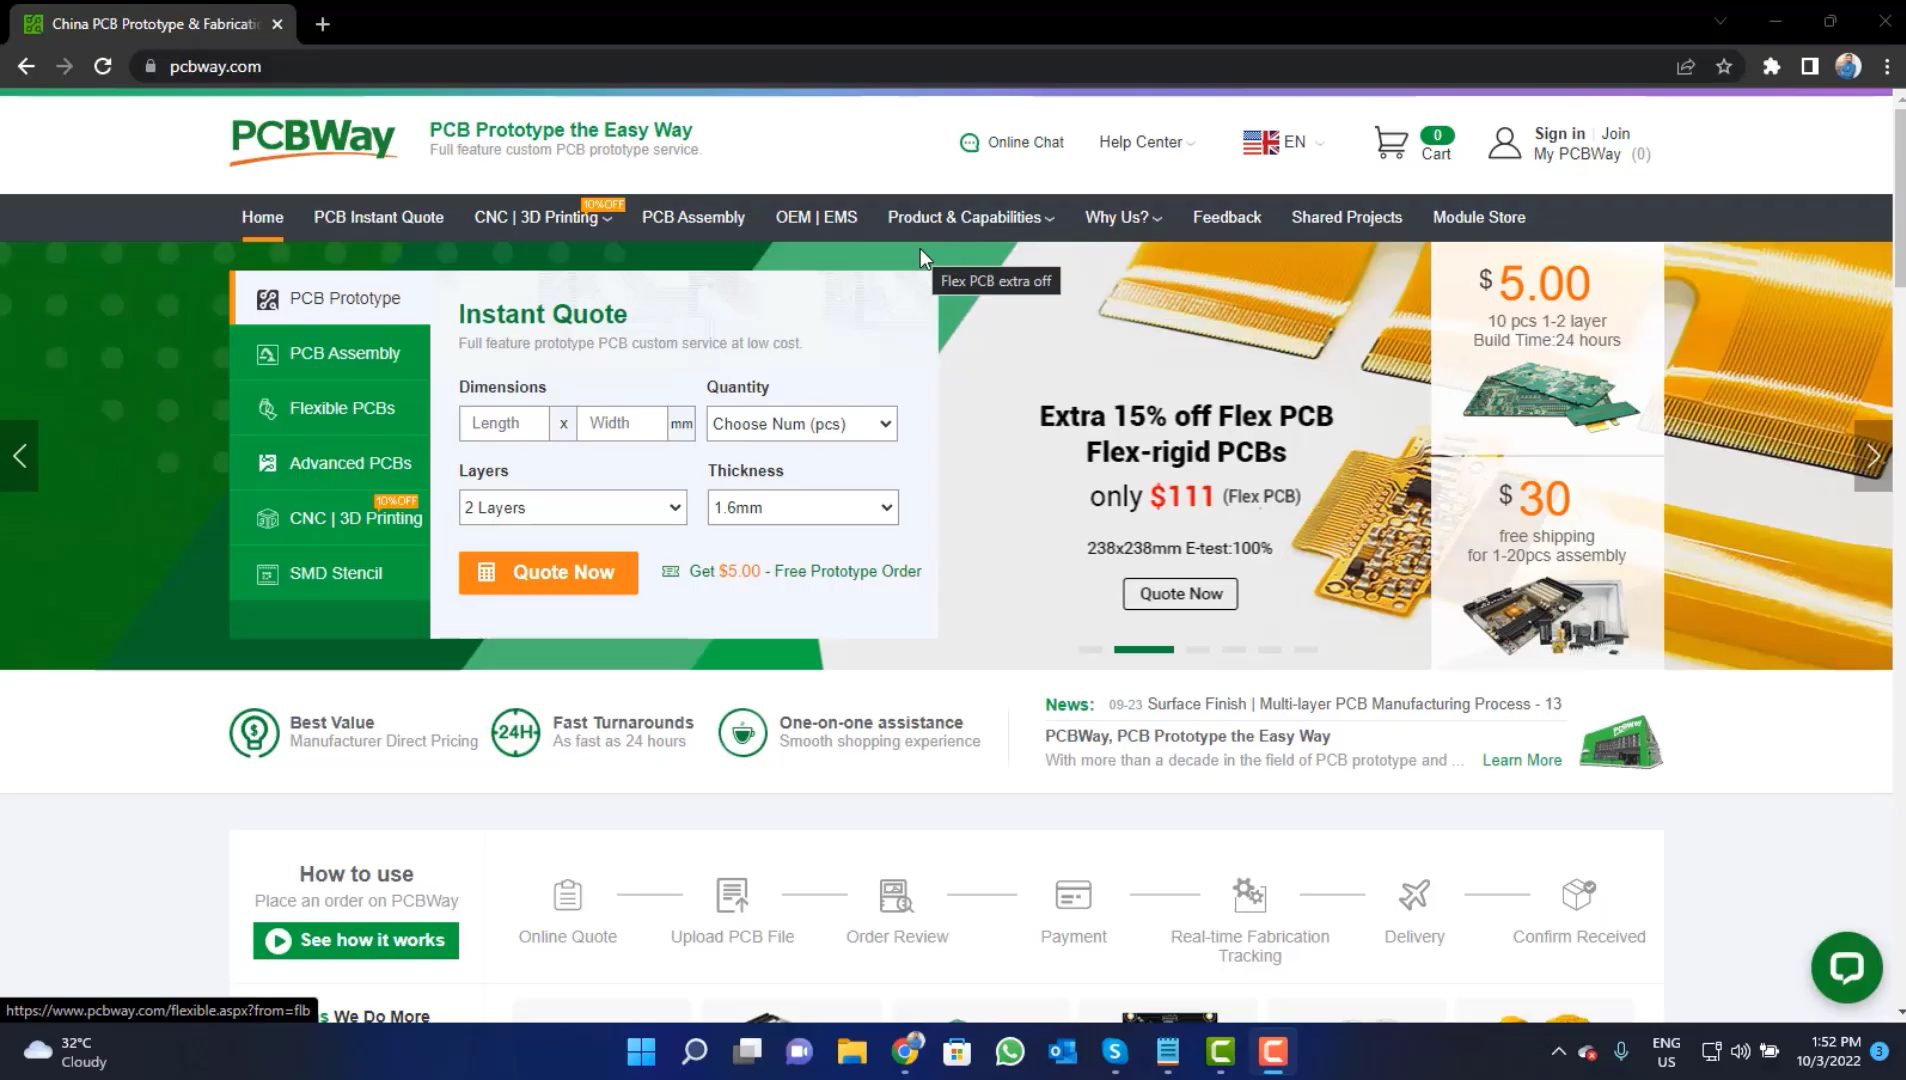 China PCB Prototype & Fabricati
pcbway.com
PCBWay
PCB Prototype the Easy Way
Full feature custom PCB prototype service.
Online Chat
Help Center
EN
0
Cart
Sign in
Join
My PCBWay (0)
Home
PCB Instant Quote
CNC | 3D Printing
10%OFF
PCB Assembly
OEM | EMS
Product & Capabilities
Why Us?
Feedback
Shared Projects
Module Store
Flex PCB extra off
PCB Prototype
PCB Assembly
Flexible PCBs
Advanced PCBs
10%OFF
CNC | 3D Printing
SMD Stencil
Instant Quote
Full feature prototype PCB custom service at low cost.
Dimensions
Quantity
Length
x
Width
mm
Choose Num (pcs)
Layers
Thickness
2 Layers
1.6mm
Quote Now
Get $5.00 - Free Prototype Order
Extra 15% off Flex PCB
Flex-rigid PCBs
only $111 (Flex PCB)
238x238mm E-test:100%
Quote Now
$ 5.00
10 pcs 1-2 layer
Build Time:24 hours
$ 30
free shipping
for 1-20pcs assembly
Best Value
Manufacturer Direct Pricing
24H
Fast Turnarounds
As fast as 24 hours
One-on-one assistance
Smooth shopping experience
News: 09-23 Surface Finish | Multi-layer PCB Manufacturing Process - 13
PCBWay, PCB Prototype the Easy Way
With more than a decade in the field of PCB prototype and ...
Learn More
PCBWay
How to use
Place an order on PCBWay
See how it works
Online Quote
Upload PCB File
Order Review
Payment
Real-time Fabrication
Tracking
Delivery
Confirm Received
https://www.pcbway.com/flexible.aspx?from=flb
s We Do More
32°C
Cloudy
ENG
US
1:52 PM
10/3/2022
3